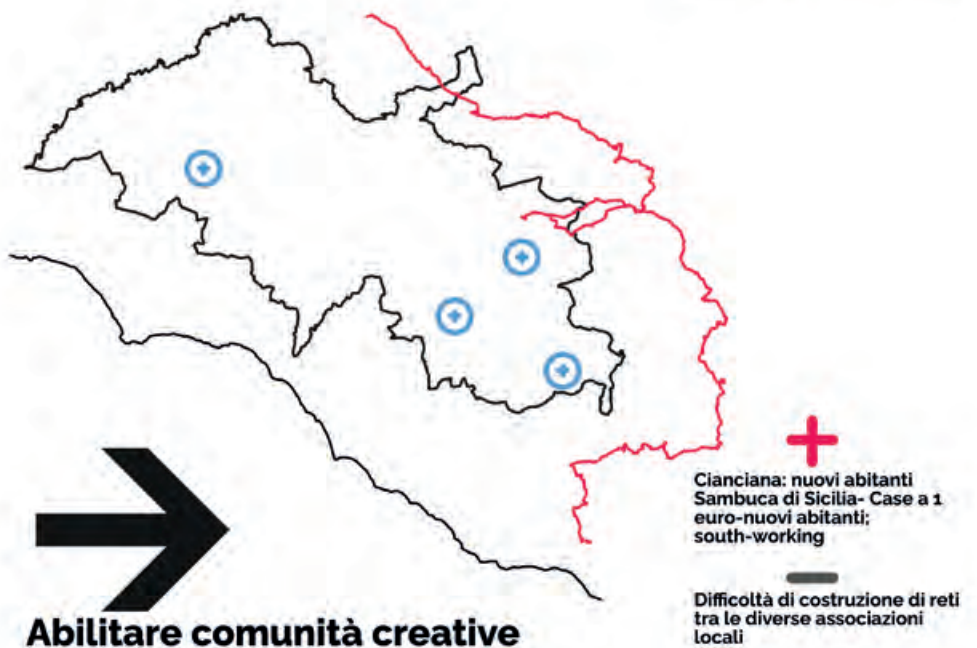 Cianciana: nuovi abitanti
Sambuca di Sicilia- Case a 1
euro-nuovi abitanti;
south-working
Difficoltà di costruzione di reti
tra le diverse associazioni
locali
Abilitare comunità creative